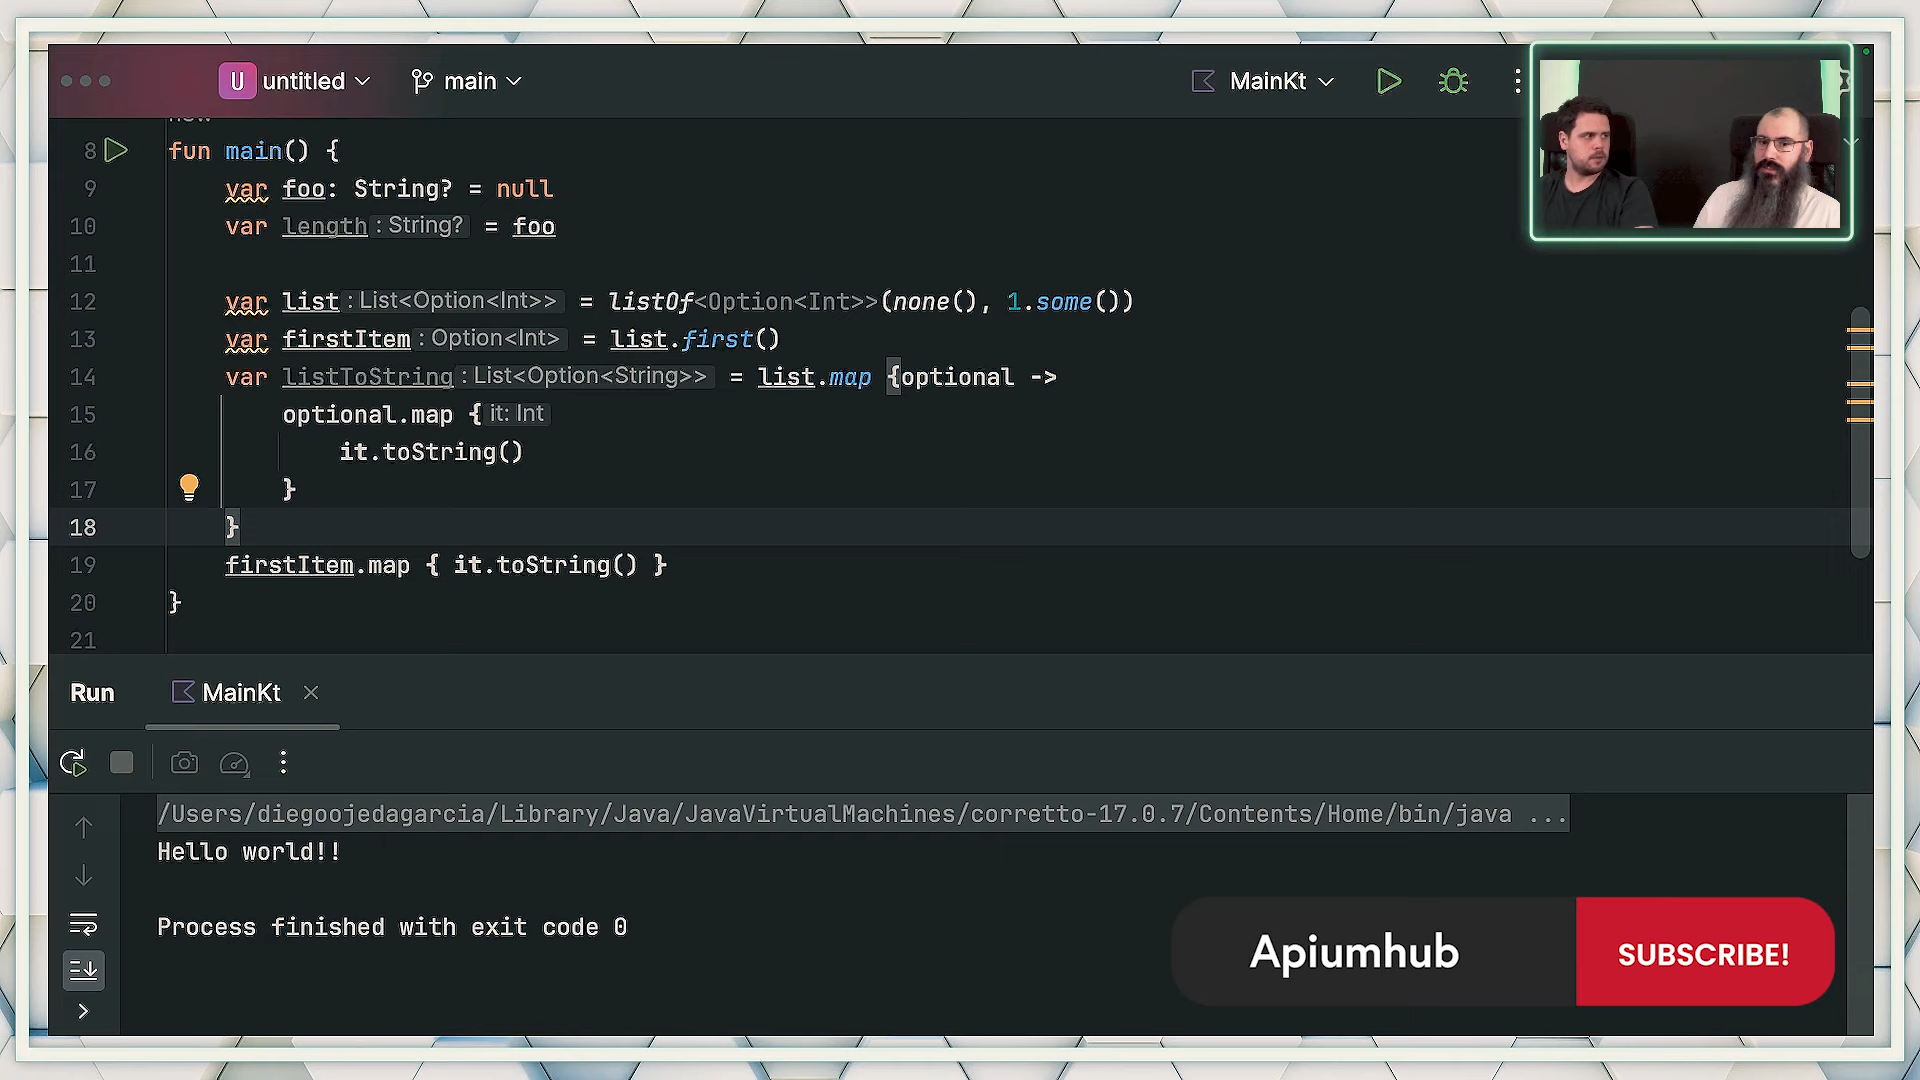 U untitled main MainKt
8 fun main() {
9 var foo: String? = null
10 var length : String? = foo
11
12 var list : List<Option<Int>> = listOf<Option<Int>>(none(), 1.some())
13 var firstItem : Option<Int> = list.first()
14 var listToString : List<Option<String>> = list.map {optional ->
15 optional.map { it: Int
16 it.toString()
17 }
18 }
19 firstItem.map { it.toString() }
20 }
21
Run MainKt
/Users/diegoojedagarcia/Library/Java/JavaVirtualMachines/corretto-17.0.7/Contents/Home/bin/java ...
Hello world!!
Process finished with exit code 0
Apiumhub SUBSCRIBE!